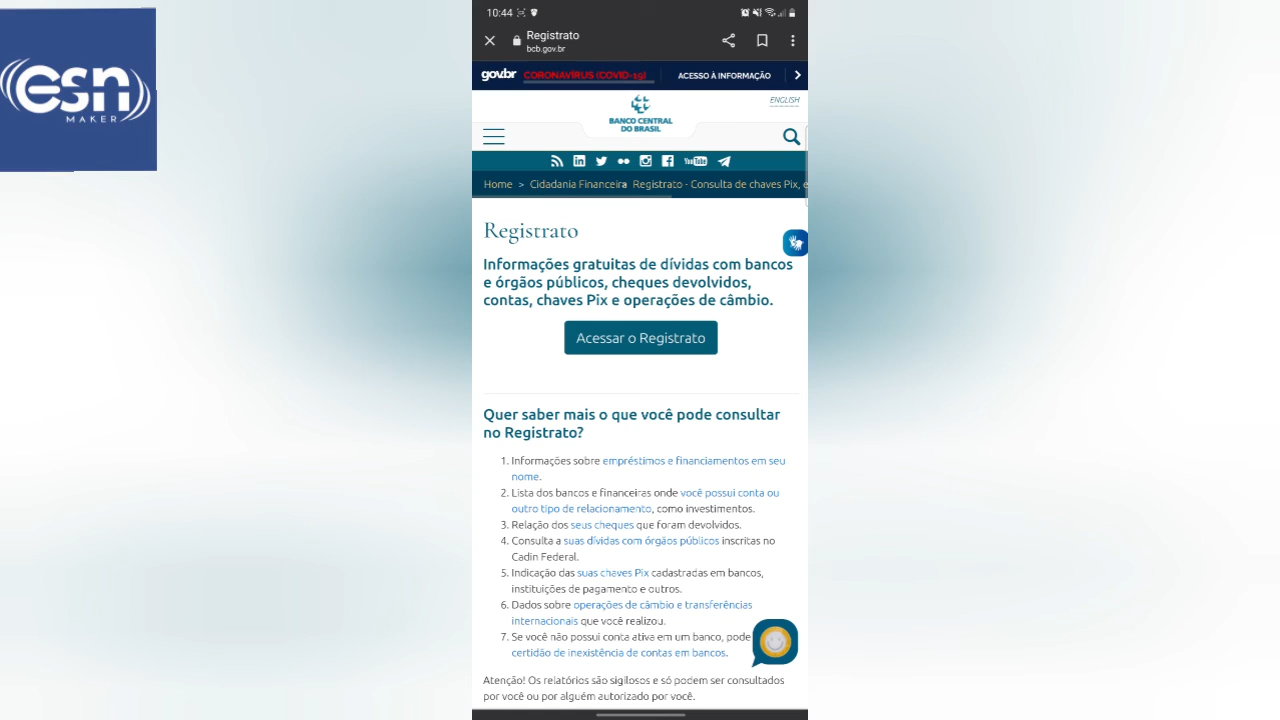 esn
MAKER
10:44
Registrato
bcb.gov.br
gov.br CORONAVÍRUS (COVID-19) ACESSO À INFORMAÇÃO
ENGLISH
BANCO CENTRAL
DO BRASIL
YouTube
Home > Cidadania Financeira Registrato - Consulta de chaves Pix, e
Registrato
Informações gratuitas de dívidas com bancos
e órgãos públicos, cheques devolvidos,
contas, chaves Pix e operações de câmbio.
Acessar o Registrato
Quer saber mais o que você pode consultar
no Registrato?
1. Informações sobre empréstimos e financiamentos em seu
nome.
2. Lista dos bancos e financeiras onde você possui conta ou
outro tipo de relacionamento, como investimentos.
3. Relação dos seus cheques que foram devolvidos.
4. Consulta a suas dívidas com órgãos públicos inscritas no
Cadin Federal.
5. Indicação das suas chaves Pix cadastradas em bancos,
instituições de pagamento e outros.
6. Dados sobre operações de câmbio e transferências
internacionais que você realizou.
7. Se você não possui conta ativa em um banco, pode
certidão de inexistência de contas em bancos.
Atenção! Os relatórios são sigilosos e só podem ser consultados
por você ou por alguém autorizado por você.